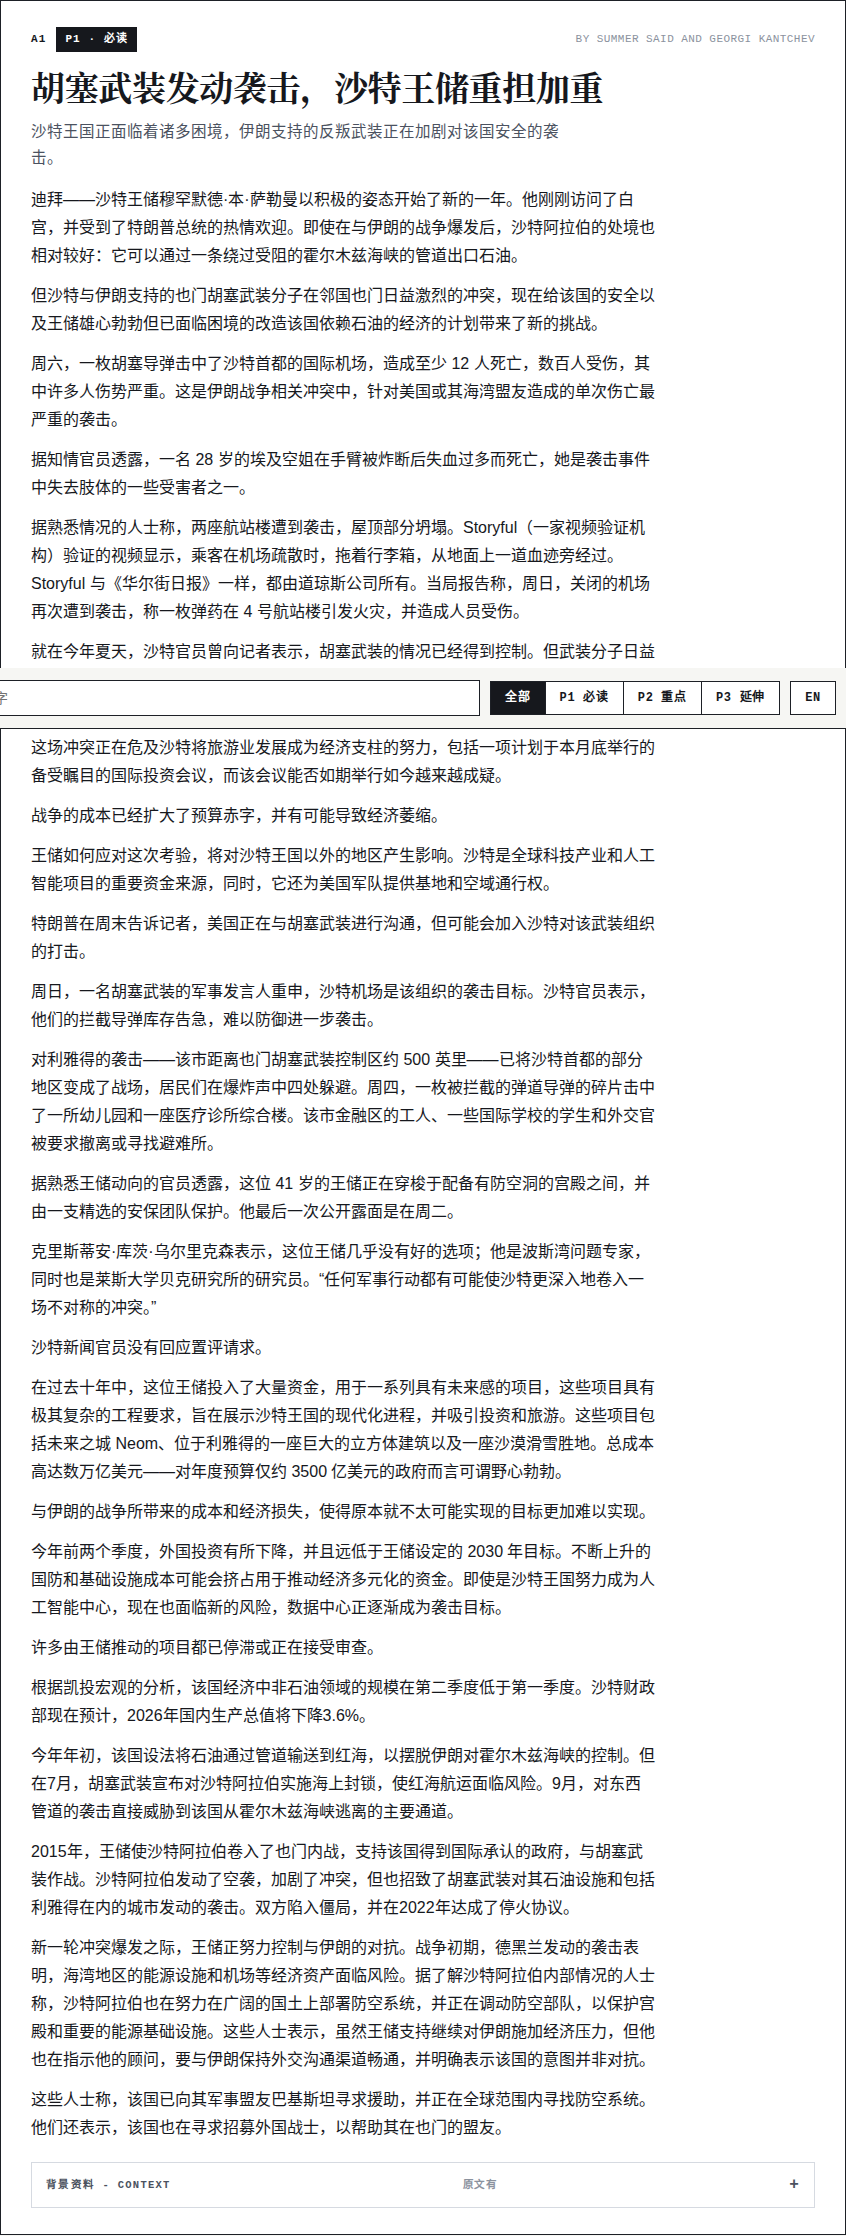 A1 P1 · 必读 BY SUMMER SAID AND GEORGI KANTCHEV
胡塞武装发动袭击，沙特王储重担加重
沙特王国正面临着诸多困境，伊朗支持的反叛武装正在加剧对该国安全的袭
击。
迪拜——沙特王储穆罕默德·本·萨勒曼以积极的姿态开始了新的一年。他刚刚访问了白
宫，并受到了特朗普总统的热情欢迎。即使在与伊朗的战争爆发后，沙特阿拉伯的处境也
相对较好：它可以通过一条绕过受阻的霍尔木兹海峡的管道出口石油。
但沙特与伊朗支持的也门胡塞武装分子在邻国也门日益激烈的冲突，现在给该国的安全以
及王储雄心勃勃但已面临困境的改造该国依赖石油的经济的计划带来了新的挑战。
周六，一枚胡塞导弹击中了沙特首都的国际机场，造成至少 12 人死亡，数百人受伤，其
中许多人伤势严重。这是伊朗战争相关冲突中，针对美国或其海湾盟友造成的单次伤亡最
严重的袭击。
据知情官员透露，一名 28 岁的埃及空姐在手臂被炸断后失血过多而死亡，她是袭击事件
中失去肢体的一些受害者之一。
据熟悉情况的人士称，两座航站楼遭到袭击，屋顶部分坍塌。Storyful（一家视频验证机
构）验证的视频显示，乘客在机场疏散时，拖着行李箱，从地面上一道血迹旁经过。
Storyful 与《华尔街日报》一样，都由道琼斯公司所有。当局报告称，周日，关闭的机场
再次遭到袭击，称一枚弹药在 4 号航站楼引发火灾，并造成人员受伤。
就在今年夏天，沙特官员曾向记者表示，胡塞武装的情况已经得到控制。但武装分子日益
字 全部 P1 必读 P2 重点 P3 延伸 EN
这场冲突正在危及沙特将旅游业发展成为经济支柱的努力，包括一项计划于本月底举行的
备受瞩目的国际投资会议，而该会议能否如期举行如今越来越成疑。
战争的成本已经扩大了预算赤字，并有可能导致经济萎缩。
王储如何应对这次考验，将对沙特王国以外的地区产生影响。沙特是全球科技产业和人工
智能项目的重要资金来源，同时，它还为美国军队提供基地和空域通行权。
特朗普在周末告诉记者，美国正在与胡塞武装进行沟通，但可能会加入沙特对该武装组织
的打击。
周日，一名胡塞武装的军事发言人重申，沙特机场是该组织的袭击目标。沙特官员表示，
他们的拦截导弹库存告急，难以防御进一步袭击。
对利雅得的袭击——该市距离也门胡塞武装控制区约 500 英里——已将沙特首都的部分
地区变成了战场，居民们在爆炸声中四处躲避。周四，一枚被拦截的弹道导弹的碎片击中
了一所幼儿园和一座医疗诊所综合楼。该市金融区的工人、一些国际学校的学生和外交官
被要求撤离或寻找避难所。
据熟悉王储动向的官员透露，这位 41 岁的王储正在穿梭于配备有防空洞的宫殿之间，并
由一支精选的安保团队保护。他最后一次公开露面是在周二。
克里斯蒂安·库茨·乌尔里克森表示，这位王储几乎没有好的选项；他是波斯湾问题专家，
同时也是莱斯大学贝克研究所的研究员。“任何军事行动都有可能使沙特更深入地卷入一
场不对称的冲突。”
沙特新闻官员没有回应置评请求。
在过去十年中，这位王储投入了大量资金，用于一系列具有未来感的项目，这些项目具有
极其复杂的工程要求，旨在展示沙特王国的现代化进程，并吸引投资和旅游。这些项目包
括未来之城 Neom、位于利雅得的一座巨大的立方体建筑以及一座沙漠滑雪胜地。总成本
高达数万亿美元——对年度预算仅约 3500 亿美元的政府而言可谓野心勃勃。
与伊朗的战争所带来的成本和经济损失，使得原本就不太可能实现的目标更加难以实现。
今年前两个季度，外国投资有所下降，并且远低于王储设定的 2030 年目标。不断上升的
国防和基础设施成本可能会挤占用于推动经济多元化的资金。即使是沙特王国努力成为人
工智能中心，现在也面临新的风险，数据中心正逐渐成为袭击目标。
许多由王储推动的项目都已停滞或正在接受审查。
根据凯投宏观的分析，该国经济中非石油领域的规模在第二季度低于第一季度。沙特财政
部现在预计，2026年国内生产总值将下降3.6%。
今年年初，该国设法将石油通过管道输送到红海，以摆脱伊朗对霍尔木兹海峡的控制。但
在7月，胡塞武装宣布对沙特阿拉伯实施海上封锁，使红海航运面临风险。9月，对东西
管道的袭击直接威胁到该国从霍尔木兹海峡逃离的主要通道。
2015年，王储使沙特阿拉伯卷入了也门内战，支持该国得到国际承认的政府，与胡塞武
装作战。沙特阿拉伯发动了空袭，加剧了冲突，但也招致了胡塞武装对其石油设施和包括
利雅得在内的城市发动的袭击。双方陷入僵局，并在2022年达成了停火协议。
新一轮冲突爆发之际，王储正努力控制与伊朗的对抗。战争初期，德黑兰发动的袭击表
明，海湾地区的能源设施和机场等经济资产面临风险。据了解沙特阿拉伯内部情况的人士
称，沙特阿拉伯也在努力在广阔的国土上部署防空系统，并正在调动防空部队，以保护宫
殿和重要的能源基础设施。这些人士表示，虽然王储支持继续对伊朗施加经济压力，但他
也在指示他的顾问，要与伊朗保持外交沟通渠道畅通，并明确表示该国的意图并非对抗。
这些人士称，该国已向其军事盟友巴基斯坦寻求援助，并正在全球范围内寻找防空系统。
他们还表示，该国也在寻求招募外国战士，以帮助其在也门的盟友。
背景资料 - CONTEXT 原文有 +